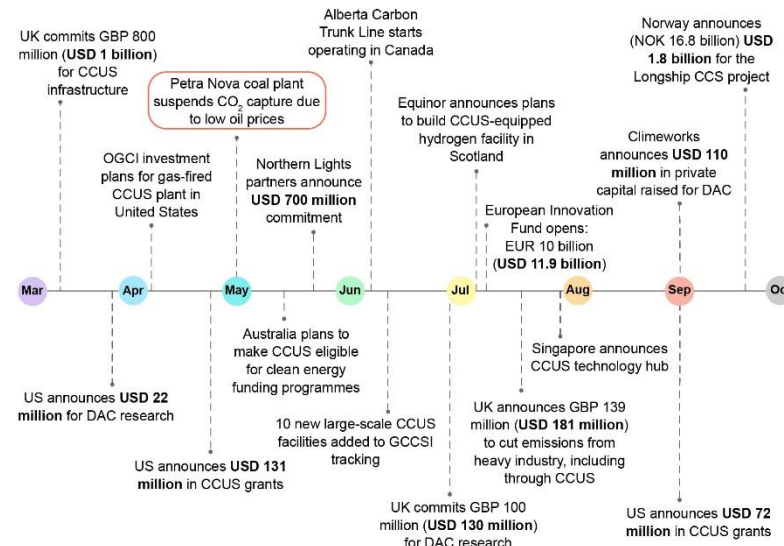 UK commits GBP 800
million (USD 1 billion)
for CCUS
infrastructure
Petra Nova coal plant
suspends CO2 capture due
to low oil prices
Alberta Carbon
Trunk Line starts
operating in Canada
Norway announces
(NOK 16.8 billion) USD
1.8 billion for the
Longship CCS project
OGCI investment
plans for gas-fired
CCUS plant in
United States
Northern Lights
partners announce
USD 700 million
commitment
Equinor announces plans
to build CCUS-equipped
hydrogen facility in
Scotland
European Innovation
Fund opens:
EUR 10 billion
(USD 11.9 billion)
Climeworks
announces USD 110
million in private
capital raised for DAC
Mar
Apr
May
Jun
Jul
Aug
Sep
Oc
US announces USD 22
million for DAC research
US announces USD 131
million in CCUS grants
Australia plans to
make CCUS eligible
for clean energy
funding programmes
10 new large-scale CCUS
facilities added to GCCSI
tracking
UK commits GBP 100
million (USD 130 million)
for DAC research
UK announces GBP 139
million (USD 181 million)
to cut emissions from
heavy industry, including
through CCUS
Singapore announces
CCUS technology hub
US announces USD 72
million in CCUS grants